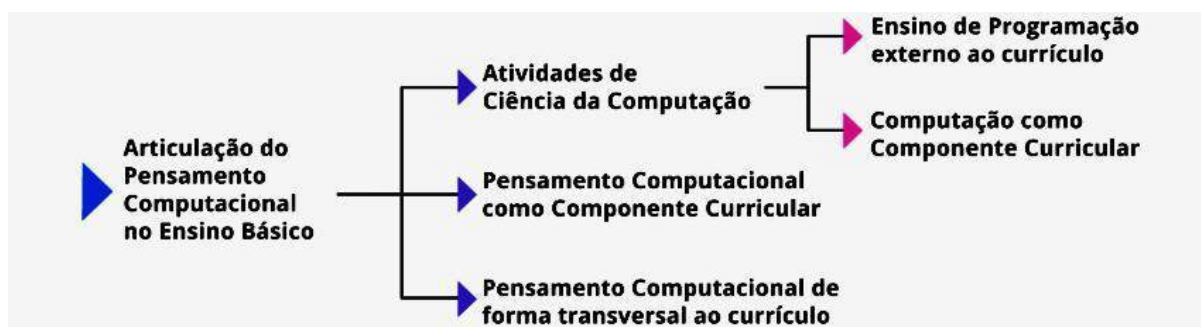 Articulação do
Pensamento
Computacional
no Ensino Básico
Atividades de
Ciência da Computação
Ensino de Programação
externo ao currículo
Computação como
Componente Curricular
Pensamento Computacional
como Componente Curricular
Pensamento Computacional de
forma transversal ao currículo